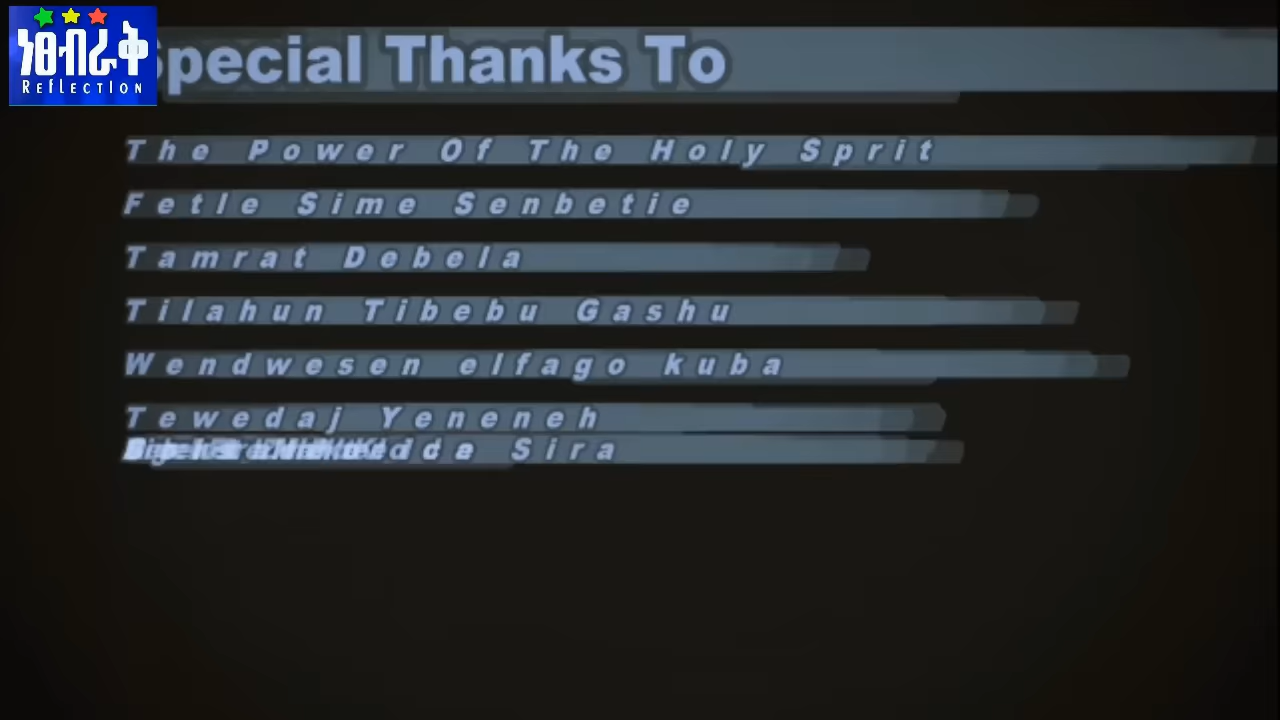 ነፀብራቅ
Reflection
Special Thanks To
The Power Of The Holy Sprit
Fetle Sime Senbetie
Tamrat Debela
Tilahun Tibebu Gashu
Wendwesen elfago kuba
Tewedaj Yeneneh
Sira